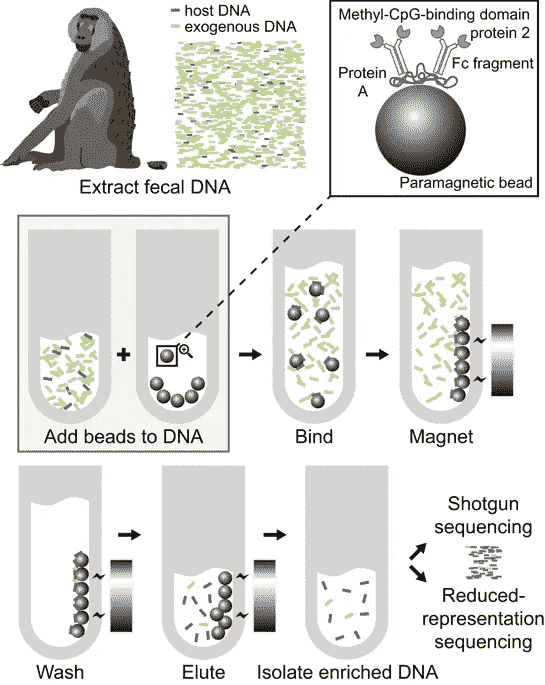 host DNA
exogenous DNA
Extract fecal DNA
Methyl-CpG-binding domain
protein 2
Fc fragment
Protein
A
Paramagnetic bead
Add beads to DNA
Bind
Magnet
Wash
Elute
Isolate enriched DNA
Shotgun
sequencing
Reduced-
representation
sequencing